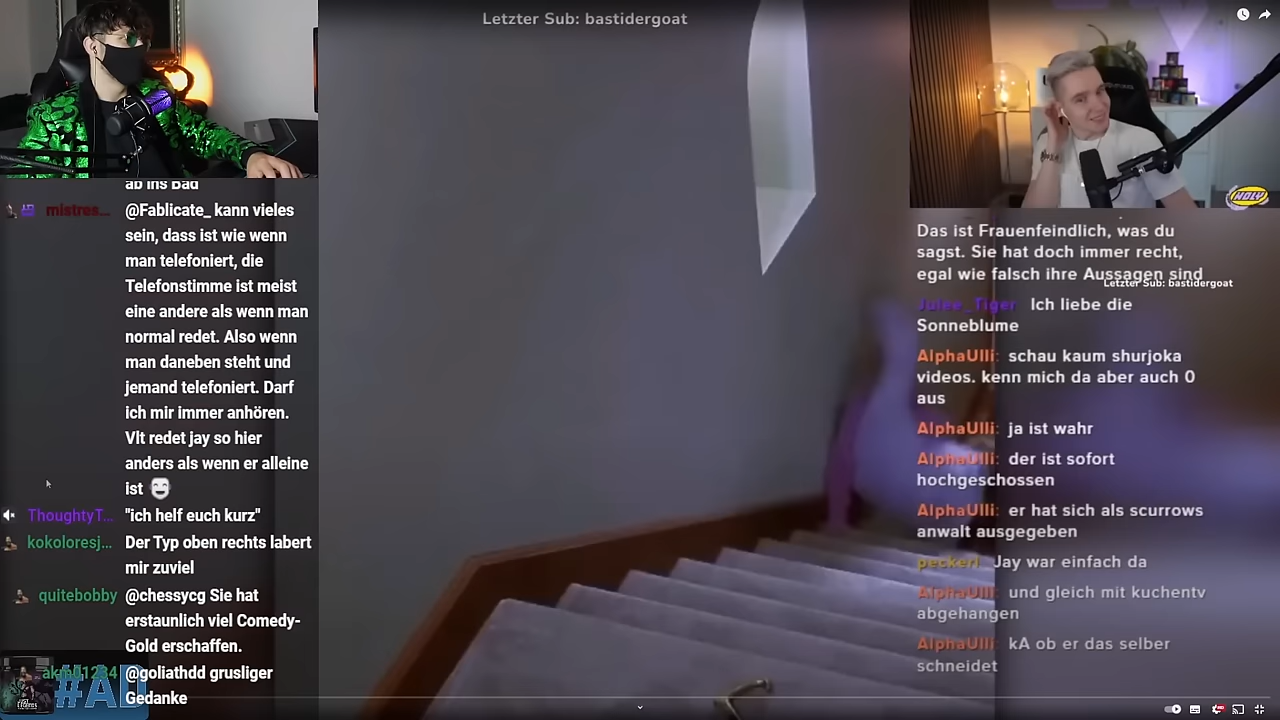 Letzter Sub: bastidergoat
ab ins Bad
mistres... @Fablicate_ kann vieles
sein, dass ist wie wenn
man telefoniert, die
Telefonstimme ist meist
eine andere als wenn man
normal redet. Also wenn
man daneben steht und
jemand telefoniert. Darf
ich mir immer anhören.
Vlt redet jay so hier
anders als wenn er alleine
ist
ThoughtyT... "ich helf euch kurz"
kokoloresj... Der Typ oben rechts labert
mir zuviel
quitebobby @chessycg Sie hat
erstaunlich viel Comedy-
Gold erschaffen.
akm01234 @goliathdd grusliger
Gedanke
#AD
HOLY
Das ist Frauenfeindlich, was du
sagst. Sie hat doch immer recht,
egal wie falsch ihre Aussagen sind
Letzter Sub: bastidergoat
Julee_Tiger Ich liebe die
Sonneblume
AlphaUlli: schau kaum shurjoka
videos. kenn mich da aber auch 0
aus
AlphaUlli: ja ist wahr
AlphaUlli: der ist sofort
hochgeschossen
AlphaUlli: er hat sich als scurrows
anwalt ausgegeben
peckerl Jay war einfach da
AlphaUlli: und gleich mit kuchentv
abgehangen
AlphaUlli: kA ob er das selber
schneidet